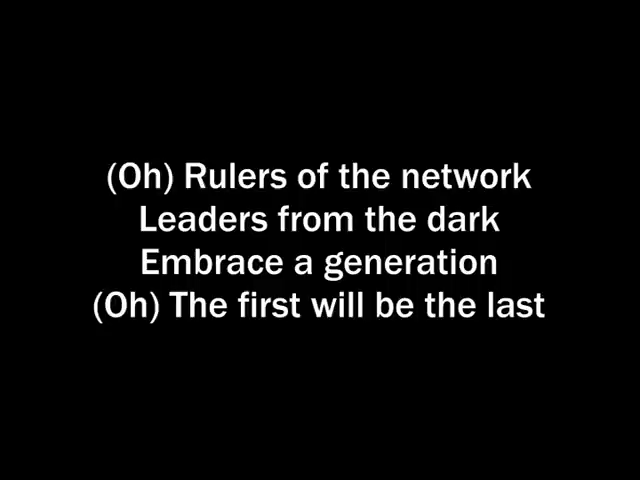 (Oh) Rulers of the network
Leaders from the dark
Embrace a generation
(Oh) The first will be the last